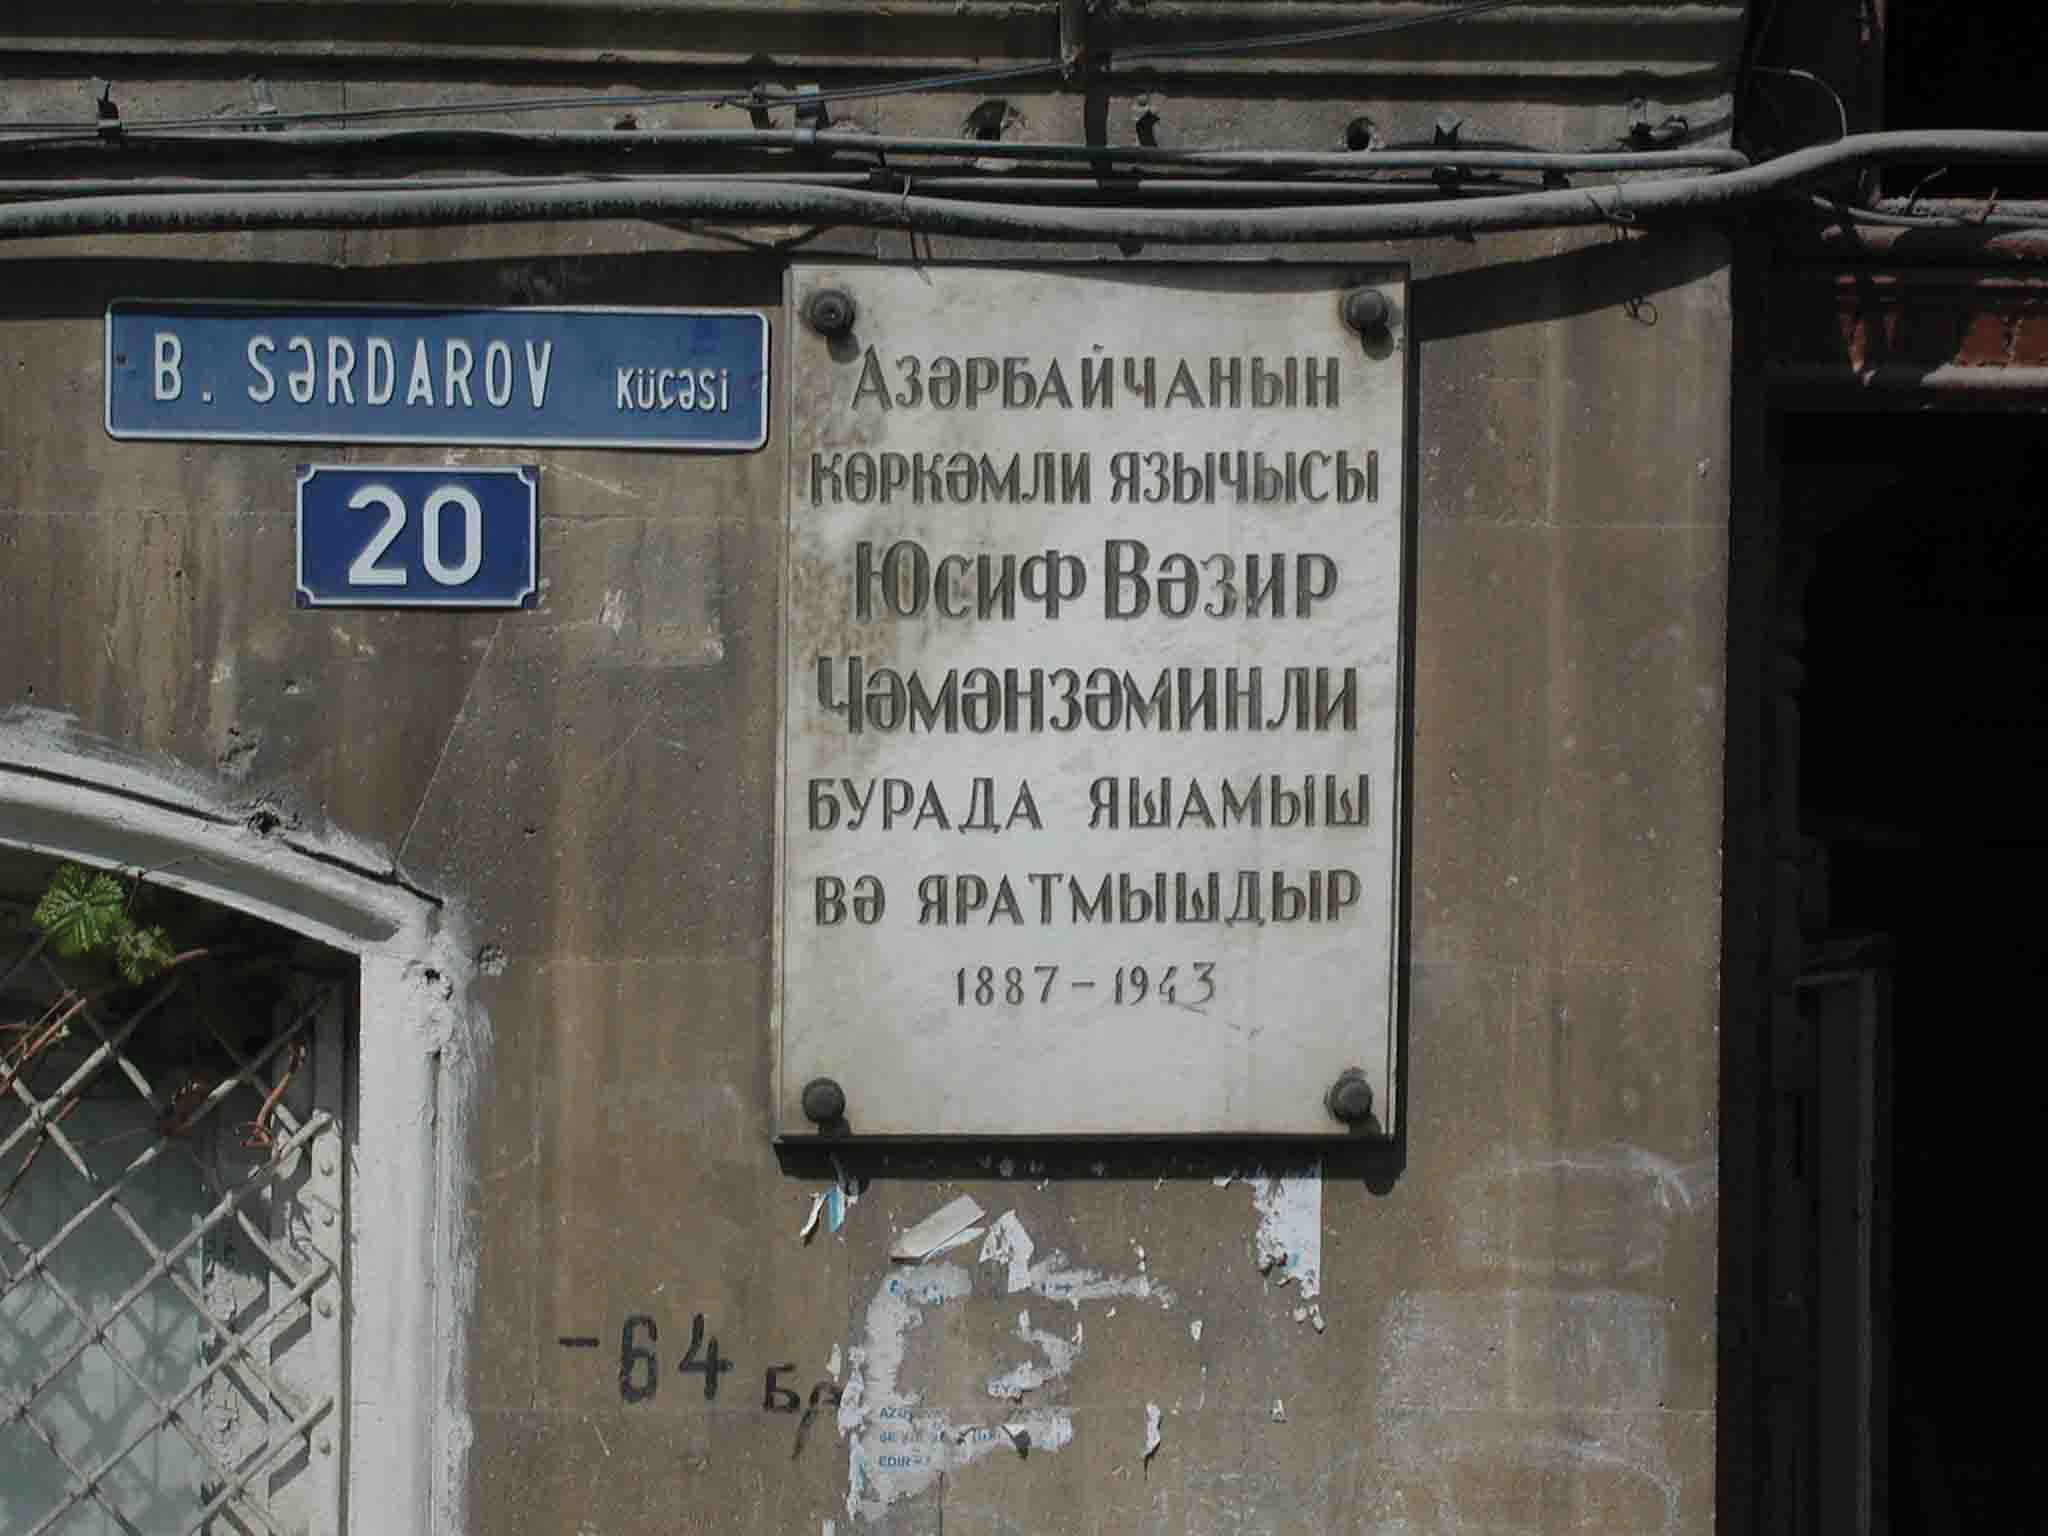 B. SƏRDAROV KÜÇƏSİ
20
АЗӘРБАЙЧАНЫН
КӨРКӘМЛИ ЯЗЫЧЫСЫ
ЮСИФ ВӘЗИР
ЧӘМӘНЗӘМИНЛИ
БУРАДА ЯШАМЫШ
ВӘ ЯРАТМЫШДЫР
1887-1943
-64